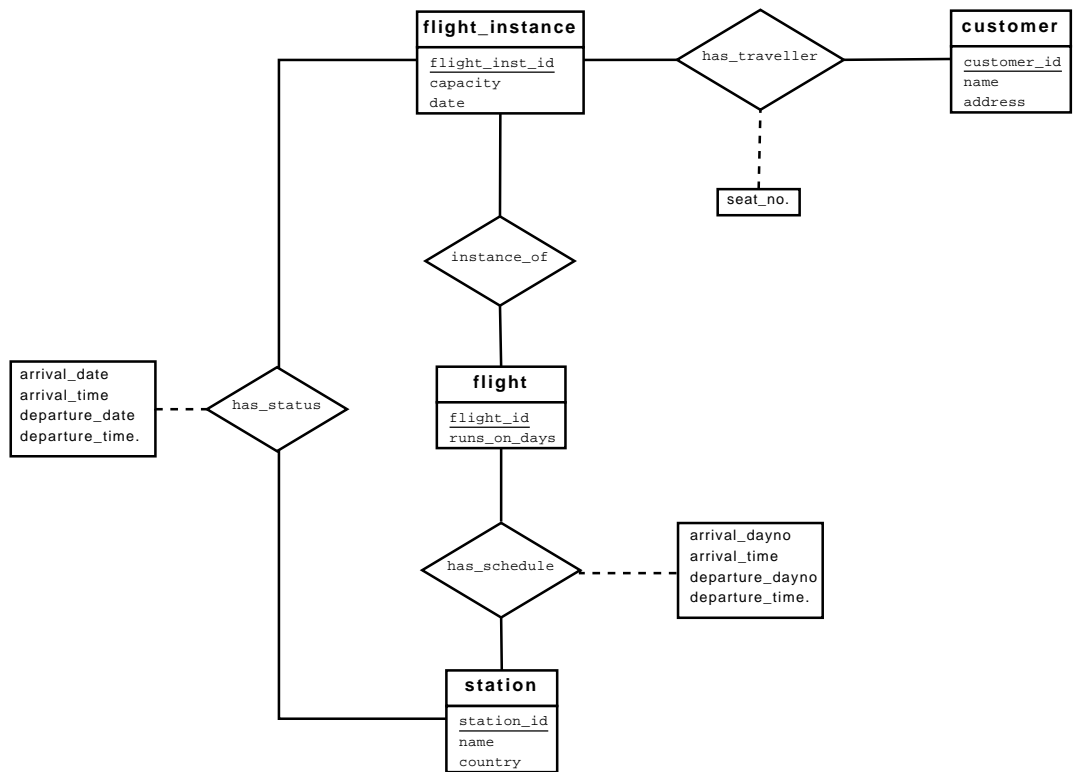 flight_instance
flight_inst_id
capacity
date
has_traveller
customer
customer_id
name
address
seat_no.
instance_of
arrival_date
arrival_time
departure_date
departure_time.
has_status
flight
flight_id
runs_on_days
has_schedule
arrival_dayno
arrival_time
departure_dayno
departure_time.
station
station_id
name
country